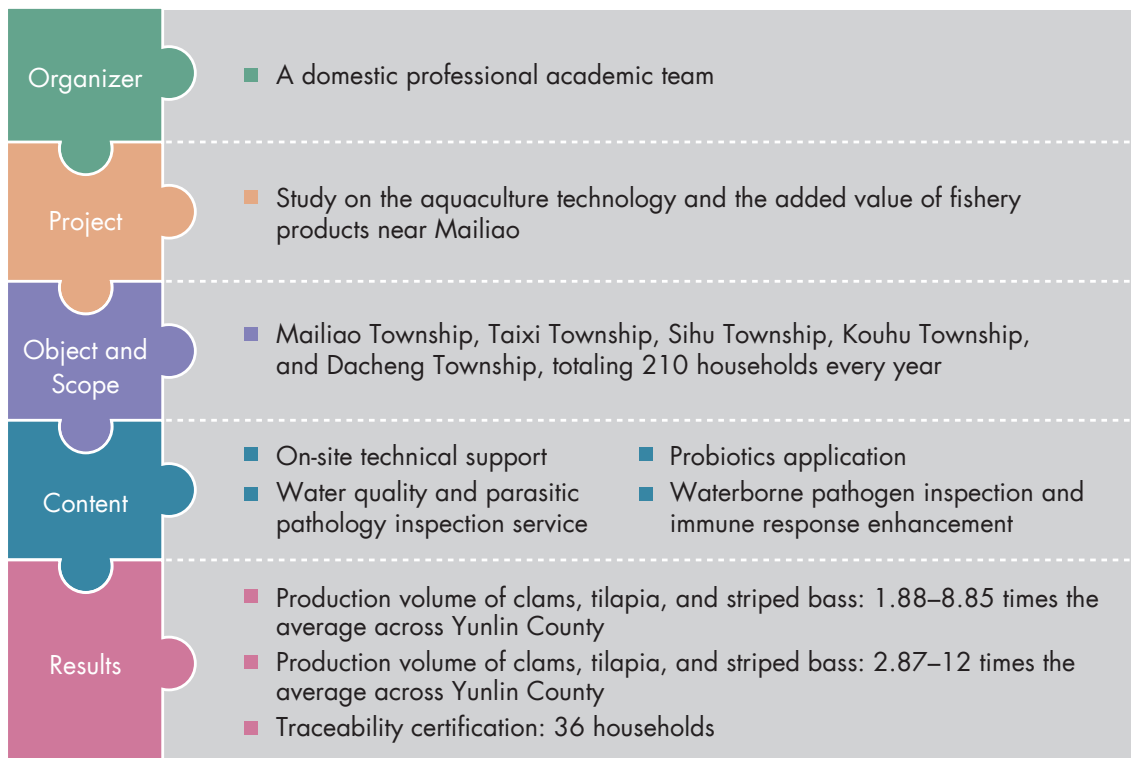 Organizer
A domestic professional academic team
Project
Study on the aquaculture technology and the added value of fishery
products near Mailiao
Object and
Scope
Mailiao Township, Taixi Township, Sihu Township, Kouhu Township,
and Dacheng Township, totaling 210 households every year
Content
On-site technical support
Water quality and parasitic
pathology inspection service
Probiotics application
Waterborne pathogen inspection and
immune response enhancement
Results
Production volume of clams, tilapia, and striped bass: 1.88–8.85 times the
average across Yunlin County
Production volume of clams, tilapia, and striped bass: 2.87–12 times the
average across Yunlin County
Traceability certification: 36 households